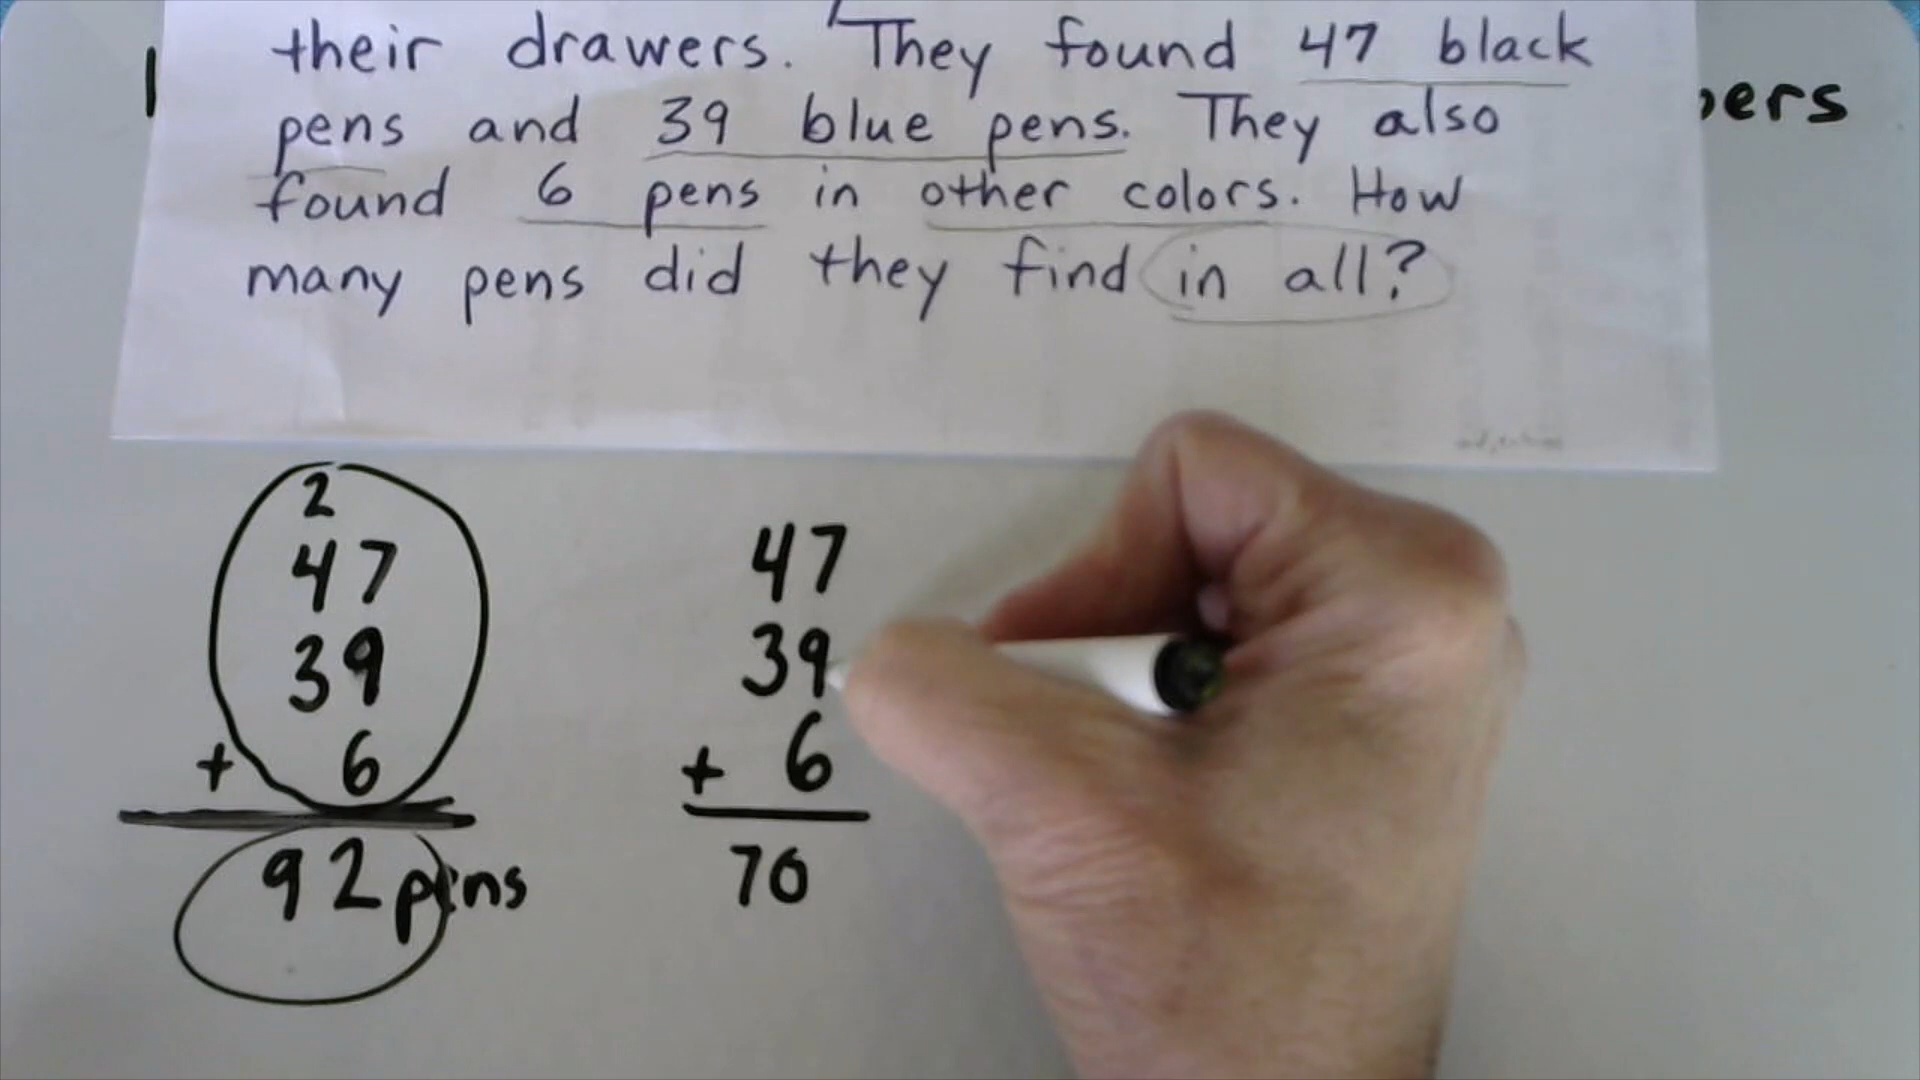 their drawers. They found 47 black
pens and 39 blue pens. They also
found 6 pens in other colors. How
many pens did they find in all?
2
47
39
+ 6
92 pens
47
39
+ 6
70